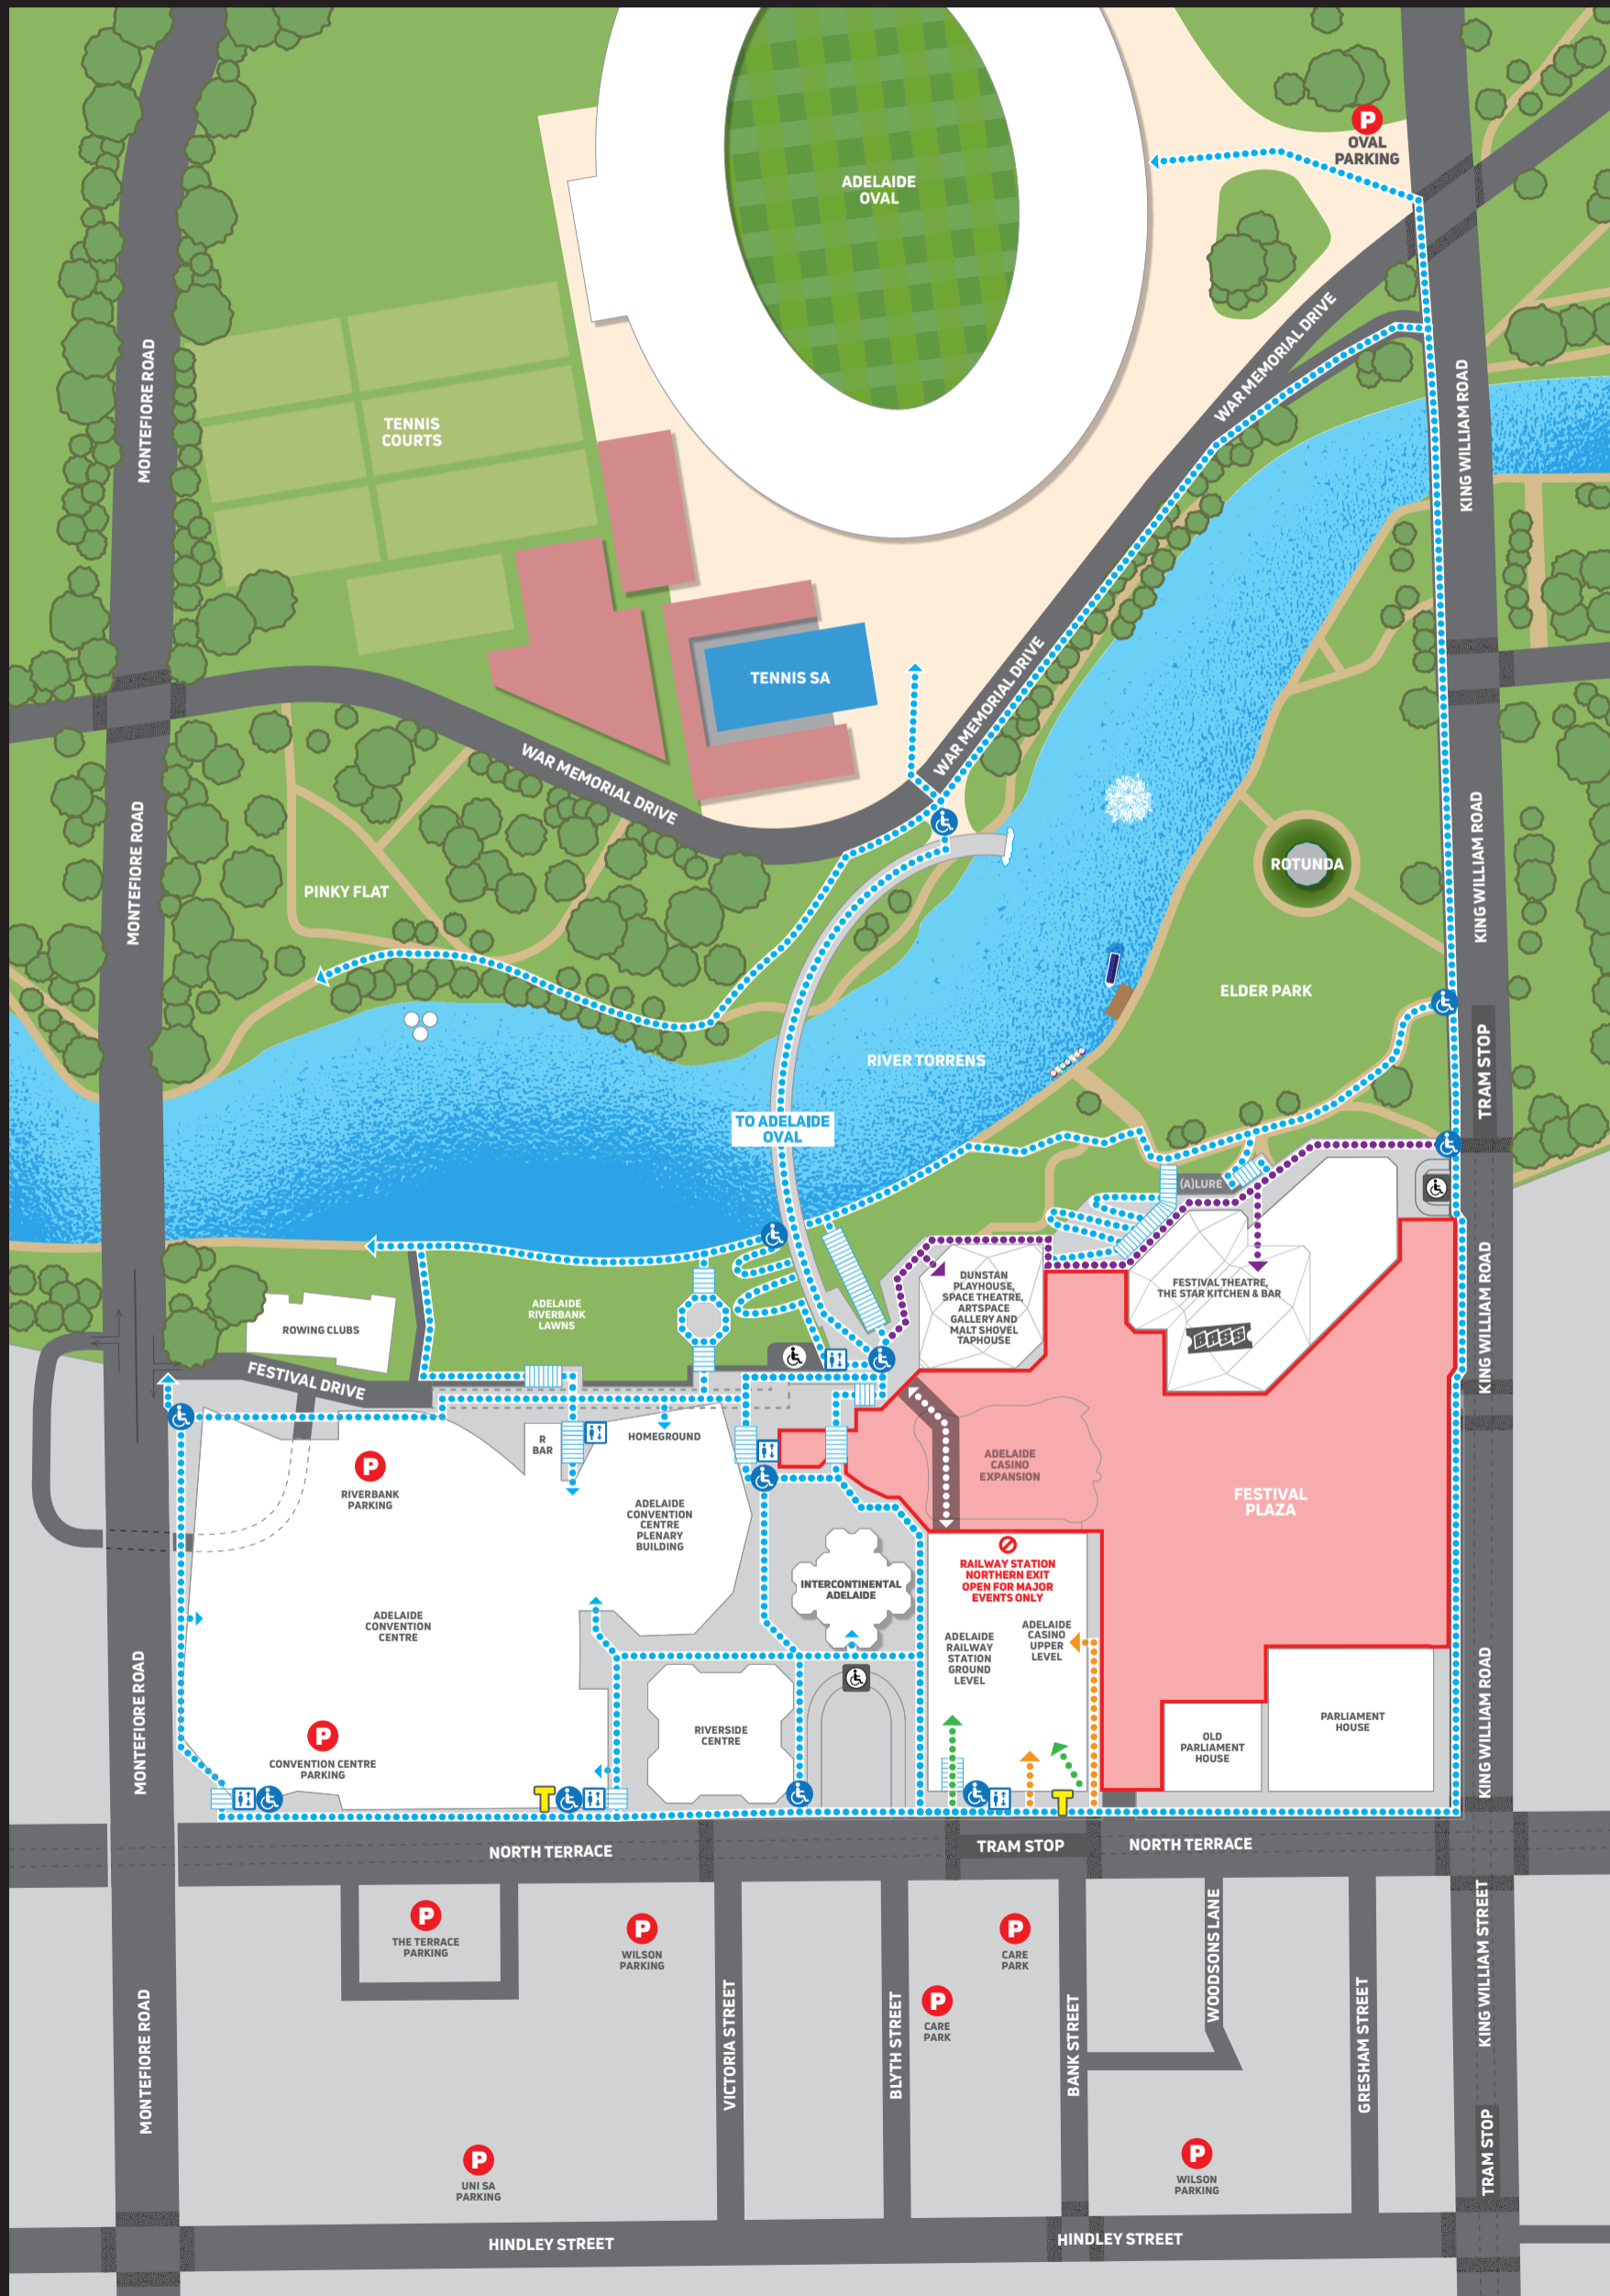 P
OVAL
PARKING
ADELAIDE
OVAL
MONTEFIORE ROAD
TENNIS
COURTS
WAR MEMORIAL DRIVE
KING WILLIAM ROAD
TENNIS SA
WAR MEMORIAL DRIVE
WAR MEMORIAL DRIVE
MONTEFIORE ROAD
PINKY FLAT
ROTUNDA
KING WILLIAM ROAD
ELDER PARK
RIVER TORRENS
TRAM STOP
TO ADELAIDE
OVAL
(A)LURE
ROWING CLUBS
ADELAIDE
RIVERBANK
LAWNS
DUNSTAN
PLAYHOUSE,
SPACE THEATRE,
ARTSPACE
GALLERY AND
MALT SHOVEL
TAPHOUSE
FESTIVAL THEATRE,
THE STAR KITCHEN & BAR
BASS
KING WILLIAM ROAD
FESTIVAL DRIVE
R
BAR
HOMEGROUND
P
RIVERBANK
PARKING
ADELAIDE
CONVENTION
CENTRE
PLENARY
BUILDING
ADELAIDE
CASINO
EXPANSION
FESTIVAL
PLAZA
INTERCONTINENTAL
ADELAIDE
RAILWAY STATION
NORTHERN EXIT
OPEN FOR MAJOR
EVENTS ONLY
ADELAIDE
CONVENTION
CENTRE
ADELAIDE
RAILWAY
STATION
GROUND
LEVEL
ADELAIDE
CASINO
UPPER
LEVEL
MONTEFIORE ROAD
P
CONVENTION CENTRE
PARKING
RIVERSIDE
CENTRE
OLD
PARLIAMENT
HOUSE
PARLIAMENT
HOUSE
KING WILLIAM ROAD
T
T
NORTH TERRACE
TRAM STOP
NORTH TERRACE
P
THE TERRACE
PARKING
P
WILSON
PARKING
P
CARE
PARK
P
CARE
PARK
MONTEFIORE ROAD
VICTORIA STREET
BLYTH STREET
BANK STREET
WOODSONS LANE
GRESHAM STREET
KING WILLIAM STREET
TRAM STOP
P
UNI SA
PARKING
P
WILSON
PARKING
HINDLEY STREET
HINDLEY STREET